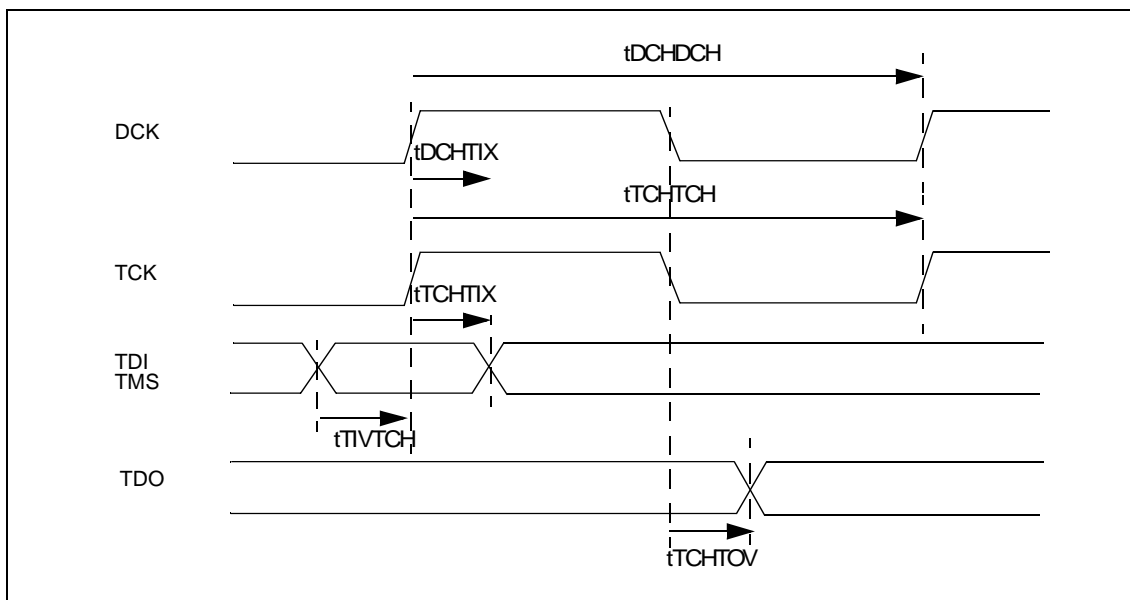 tDCHDCH
DCK
tDCHTIX
tTCHTCH
TCK
tTCHTIX
TDI
TMS
tTIVTCH
TDO
tTCHTOV